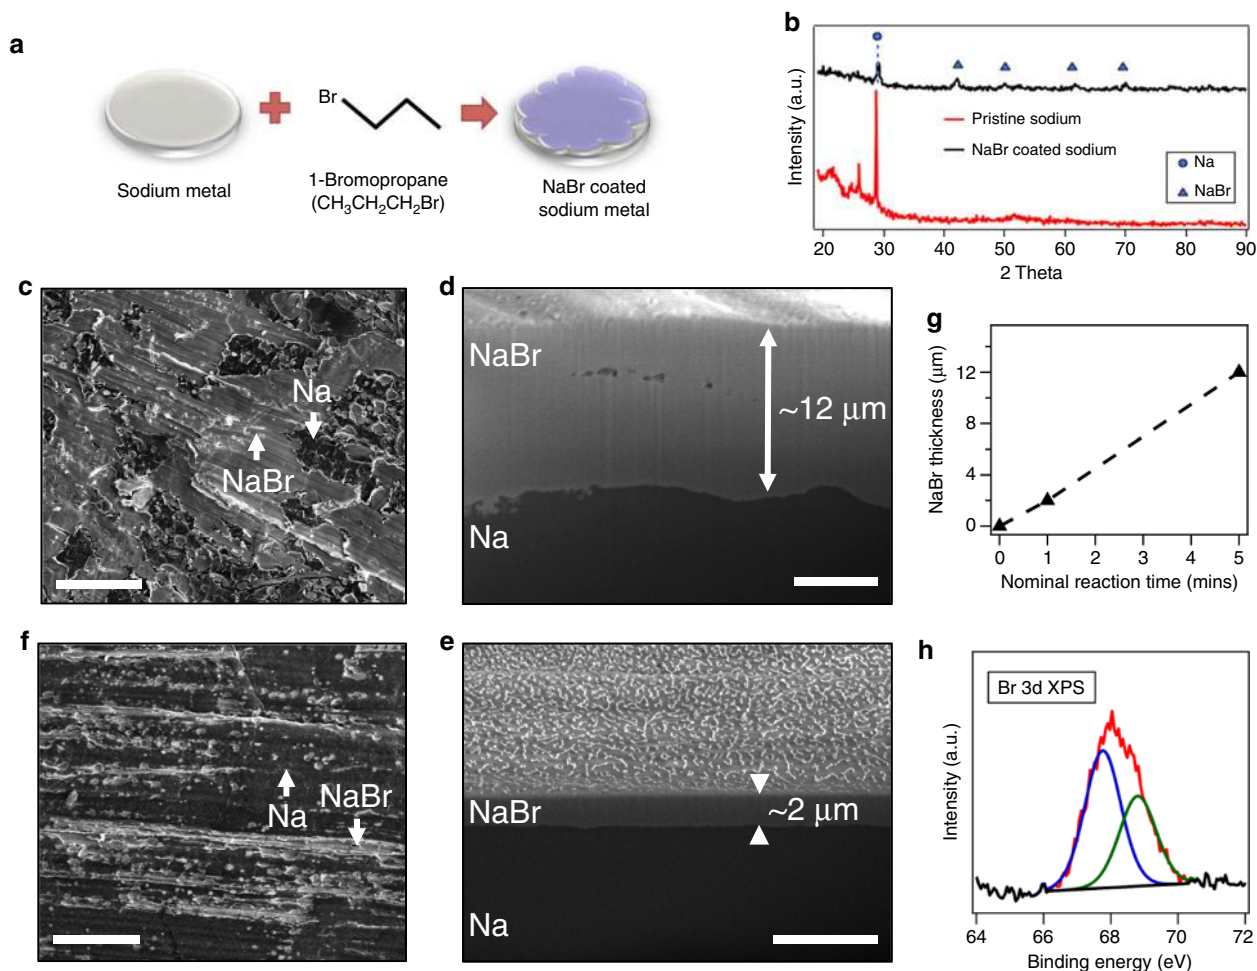 a
Br
Sodium metal
1-Bromopropane
(CH₃CH₂CH₂Br)
NaBr coated
sodium metal
b
Intensity (a.u.)
Pristine sodium
NaBr coated sodium
Na
NaBr
20 30 40 50 60 70 80 90
2 Theta
c
Na
NaBr
d
NaBr
~12 μm
Na
g
NaBr thickness (μm)
12
8
4
0
0 1 2 3 4 5
Nominal reaction time (mins)
f
Na
NaBr
e
NaBr
~2 μm
Na
h
Br 3d XPS
Intensity (a.u.)
64 66 68 70 72
Binding energy (eV)